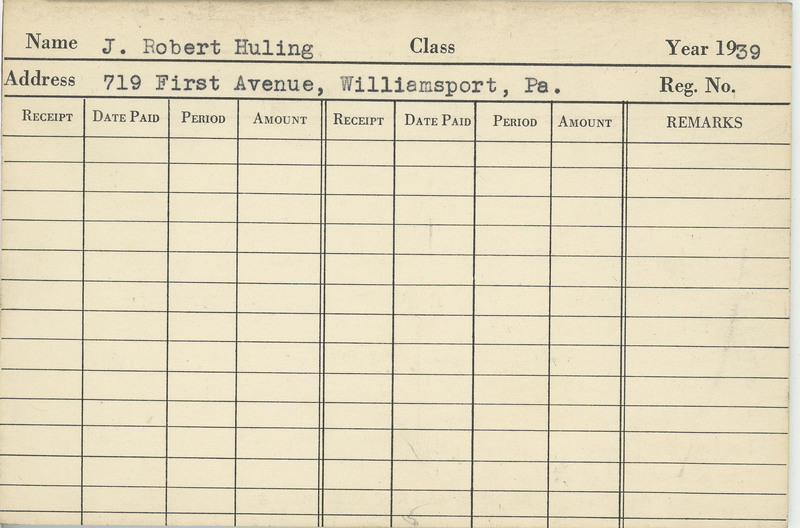 Name J. Robert Huling Class Year 1939
Address 719 First Avenue, Williamsport, Pa. Reg. No.
RECEIPT DATE PAID PERIOD AMOUNT RECEIPT DATE PAID PERIOD AMOUNT REMARKS